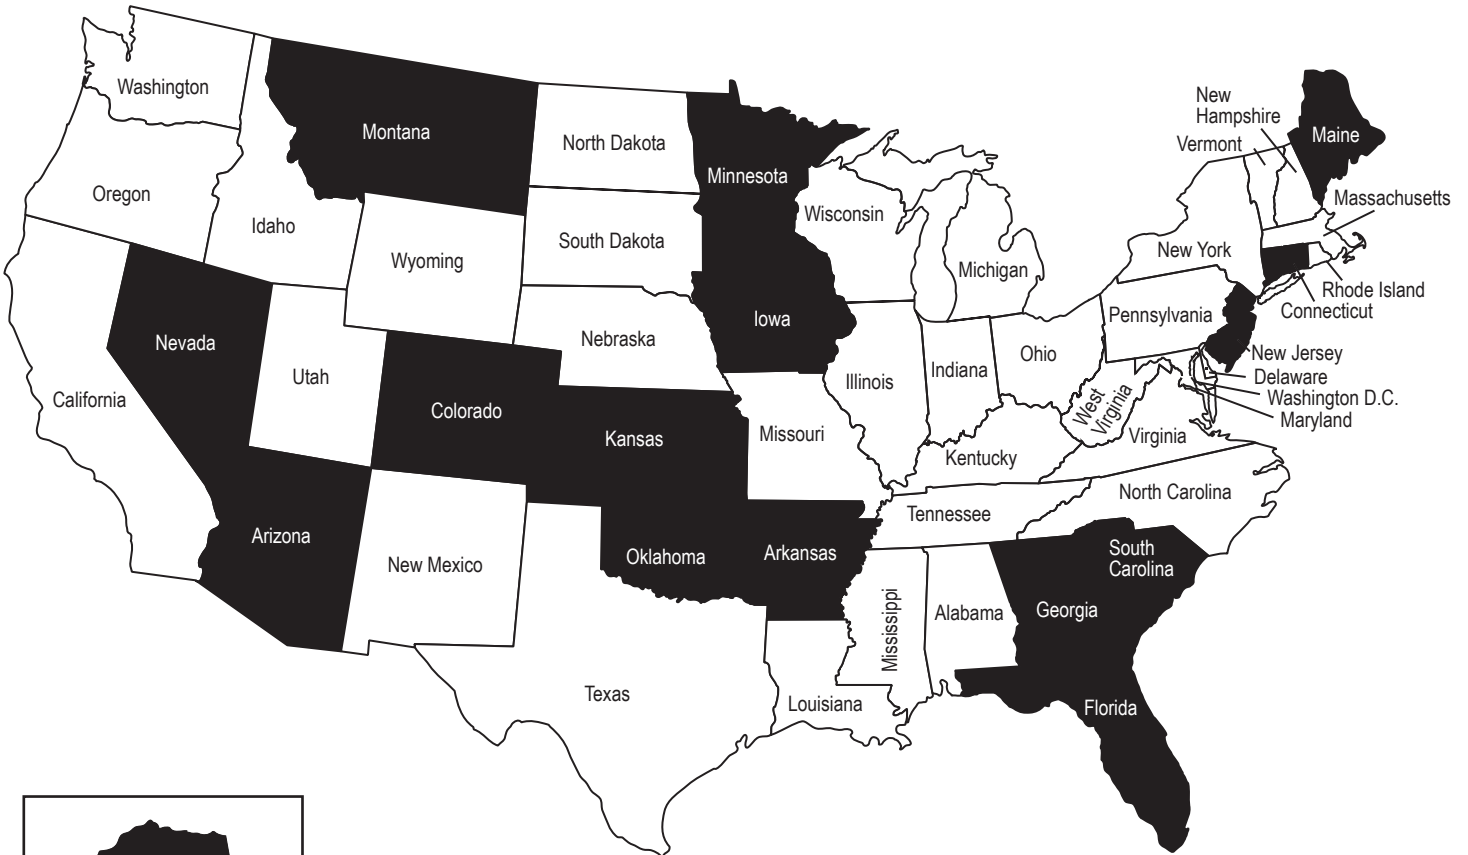 Washington
Montana
North Dakota
Minnesota
New
Hampshire
Vermont
Maine
Massachusetts
Oregon
Idaho
Wyoming
South Dakota
Wisconsin
Michigan
New York
Rhode Island
Connecticut
Nevada
Utah
Nebraska
Iowa
Pennsylvania
New Jersey
Delaware
Washington D.C.
Maryland
California
Colorado
Kansas
Missouri
Illinois
Indiana
Ohio
West
Virginia
Virginia
Kentucky
Arizona
New Mexico
Oklahoma
Arkansas
Tennessee
North Carolina
South
Carolina
Mississippi
Alabama
Georgia
Texas
Louisiana
Florida